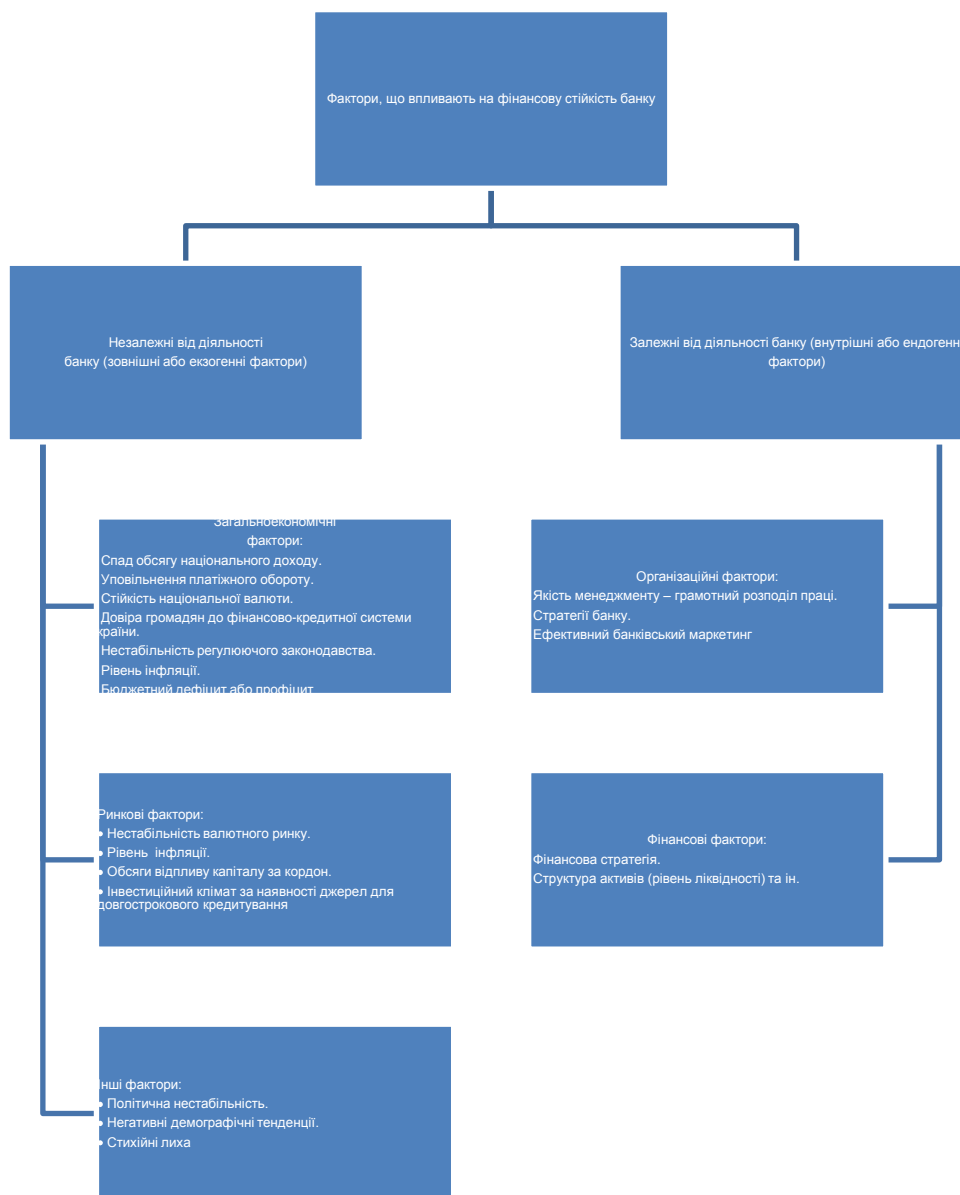 Фактори, що впливають на фінансову стійкість банку
Незалежні від діяльності
банку (зовнішні або екзогенні фактори)
Залежні від діяльності банку (внутрішні або ендогенн
фактори)
Загальноекономічні
фактори:
Спад обсягу національного доходу.
Уповільнення платіжного обороту.
Стійкість національної валюти.
Довіра громадян до фінансово-кредитної системи
країни.
Нестабільність регулюючого законодавства.
Рівень інфляції.
Бюджетний дефіцит або профіцит
Організаційні фактори:
Якість менеджменту – грамотний розподіл праці.
Стратегії банку.
Ефективний банківський маркетинг
Ринкові фактори:
• Нестабільність валютного ринку.
• Рівень інфляції.
• Обсяги відпливу капіталу за кордон.
• Інвестиційний клімат за наявності джерел для
довгострокового кредитування
Фінансові фактори:
Фінансова стратегія.
Структура активів (рівень ліквідності) та ін.
Інші фактори:
• Політична нестабільність.
• Негативні демографічні тенденції.
• Стихійні лиха